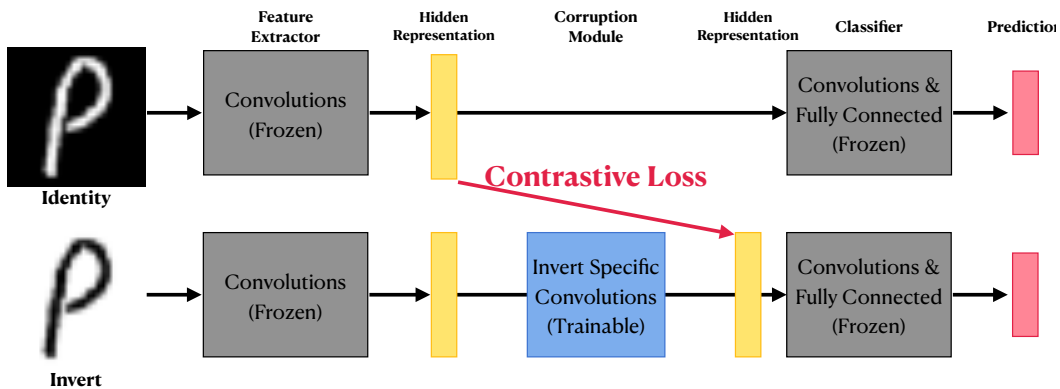 Feature
Extractor
Hidden
Representation
Corruption
Module
Hidden
Representation
Classifier
Prediction
Convolutions
(Frozen)
Convolutions &
Fully Connected
(Frozen)
Identity
Contrastive Loss
Convolutions
(Frozen)
Invert Specific
Convolutions
(Trainable)
Convolutions &
Fully Connected
(Frozen)
Invert